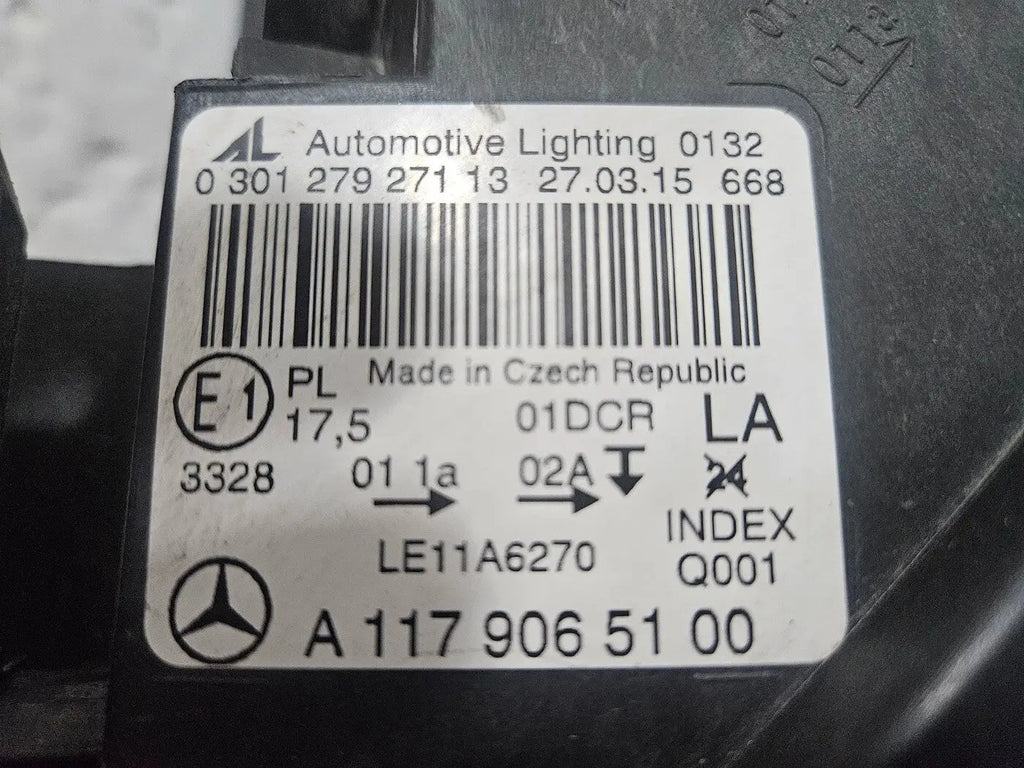 AL Automotive Lighting 0132
0 301 279 271 13 27.03.15 668
Made in Czech Republic
E1 PL
17,5 01DCR LA
3328 01 1a 02A 24
INDEX
LE11A6270 Q001
A 117 906 51 00
0113